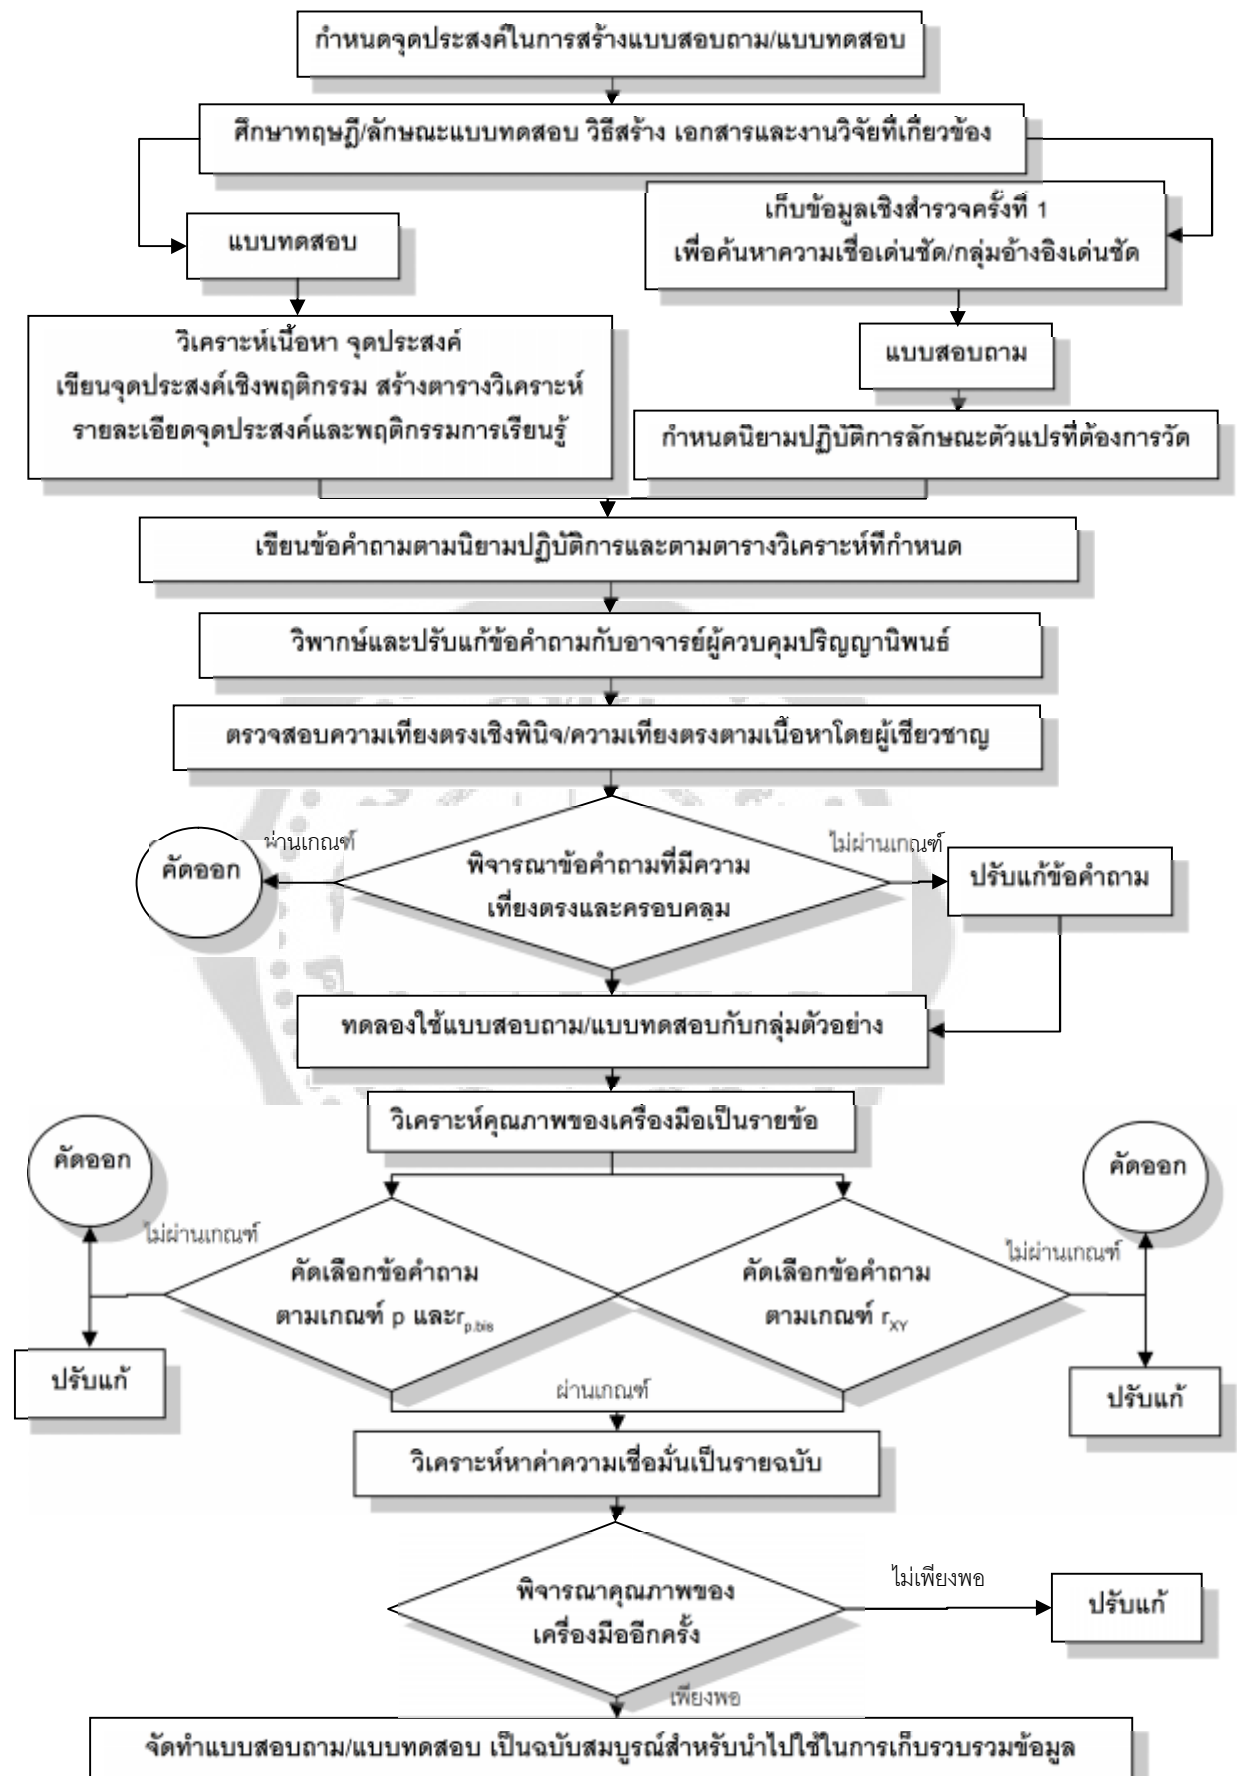 กำหนดจุดประสงค์ในการสร้างแบบสอบถาม/แบบทดสอบ
ศึกษาทฤษฎี/ลักษณะแบบทดสอบ วิธีสร้าง เอกสารและงานวิจัยที่เกี่ยวข้อง
เก็บข้อมูลเชิงสำรวจครั้งที่ 1
เพื่อค้นหาความเชื่อเด่นชัด/กลุ่มอ้างอิงเด่นชัด
แบบทดสอบ
แบบสอบถาม
วิเคราะห์เนื้อหา จุดประสงค์
เขียนจุดประสงค์เชิงพฤติกรรม สร้างตารางวิเคราะห์
รายละเอียดจุดประสงค์และพฤติกรรมการเรียนรู้
กำหนดนิยามปฏิบัติการลักษณะตัวแปรที่ต้องการวัด
เขียนข้อคำถามตามนิยามปฏิบัติการและตามตารางวิเคราะห์ที่กำหนด
วิพากษ์และปรับแก้ข้อคำถามกับอาจารย์ผู้ควบคุมปริญญานิพนธ์
ตรวจสอบความเที่ยงตรงเชิงพินิจ/ความเที่ยงตรงตามเนื้อหาโดยผู้เชี่ยวชาญ
ผ่านเกณฑ์
ไม่ผ่านเกณฑ์
คัดออก
พิจารณาข้อคำถามที่มีความ
เที่ยงตรงและครอบคลุม
ปรับแก้ข้อคำถาม
ทดลองใช้แบบสอบถาม/แบบทดสอบกับกลุ่มตัวอย่าง
วิเคราะห์คุณภาพของเครื่องมือเป็นรายข้อ
คัดออก
คัดออก
ไม่ผ่านเกณฑ์
ไม่ผ่านเกณฑ์
คัดเลือกข้อคำถาม
ตามเกณฑ์ p และr p.bis
คัดเลือกข้อคำถาม
ตามเกณฑ์ r XY
ปรับแก้
ปรับแก้
ผ่านเกณฑ์
วิเคราะห์หาค่าความเชื่อมั่นเป็นรายฉบับ
พิจารณาคุณภาพของ
เครื่องมืออีกครั้ง
ไม่เพียงพอ
ปรับแก้
เพียงพอ
จัดทำแบบสอบถาม/แบบทดสอบ เป็นฉบับสมบูรณ์สำหรับนำไปใช้ในการเก็บรวบรวมข้อมูล